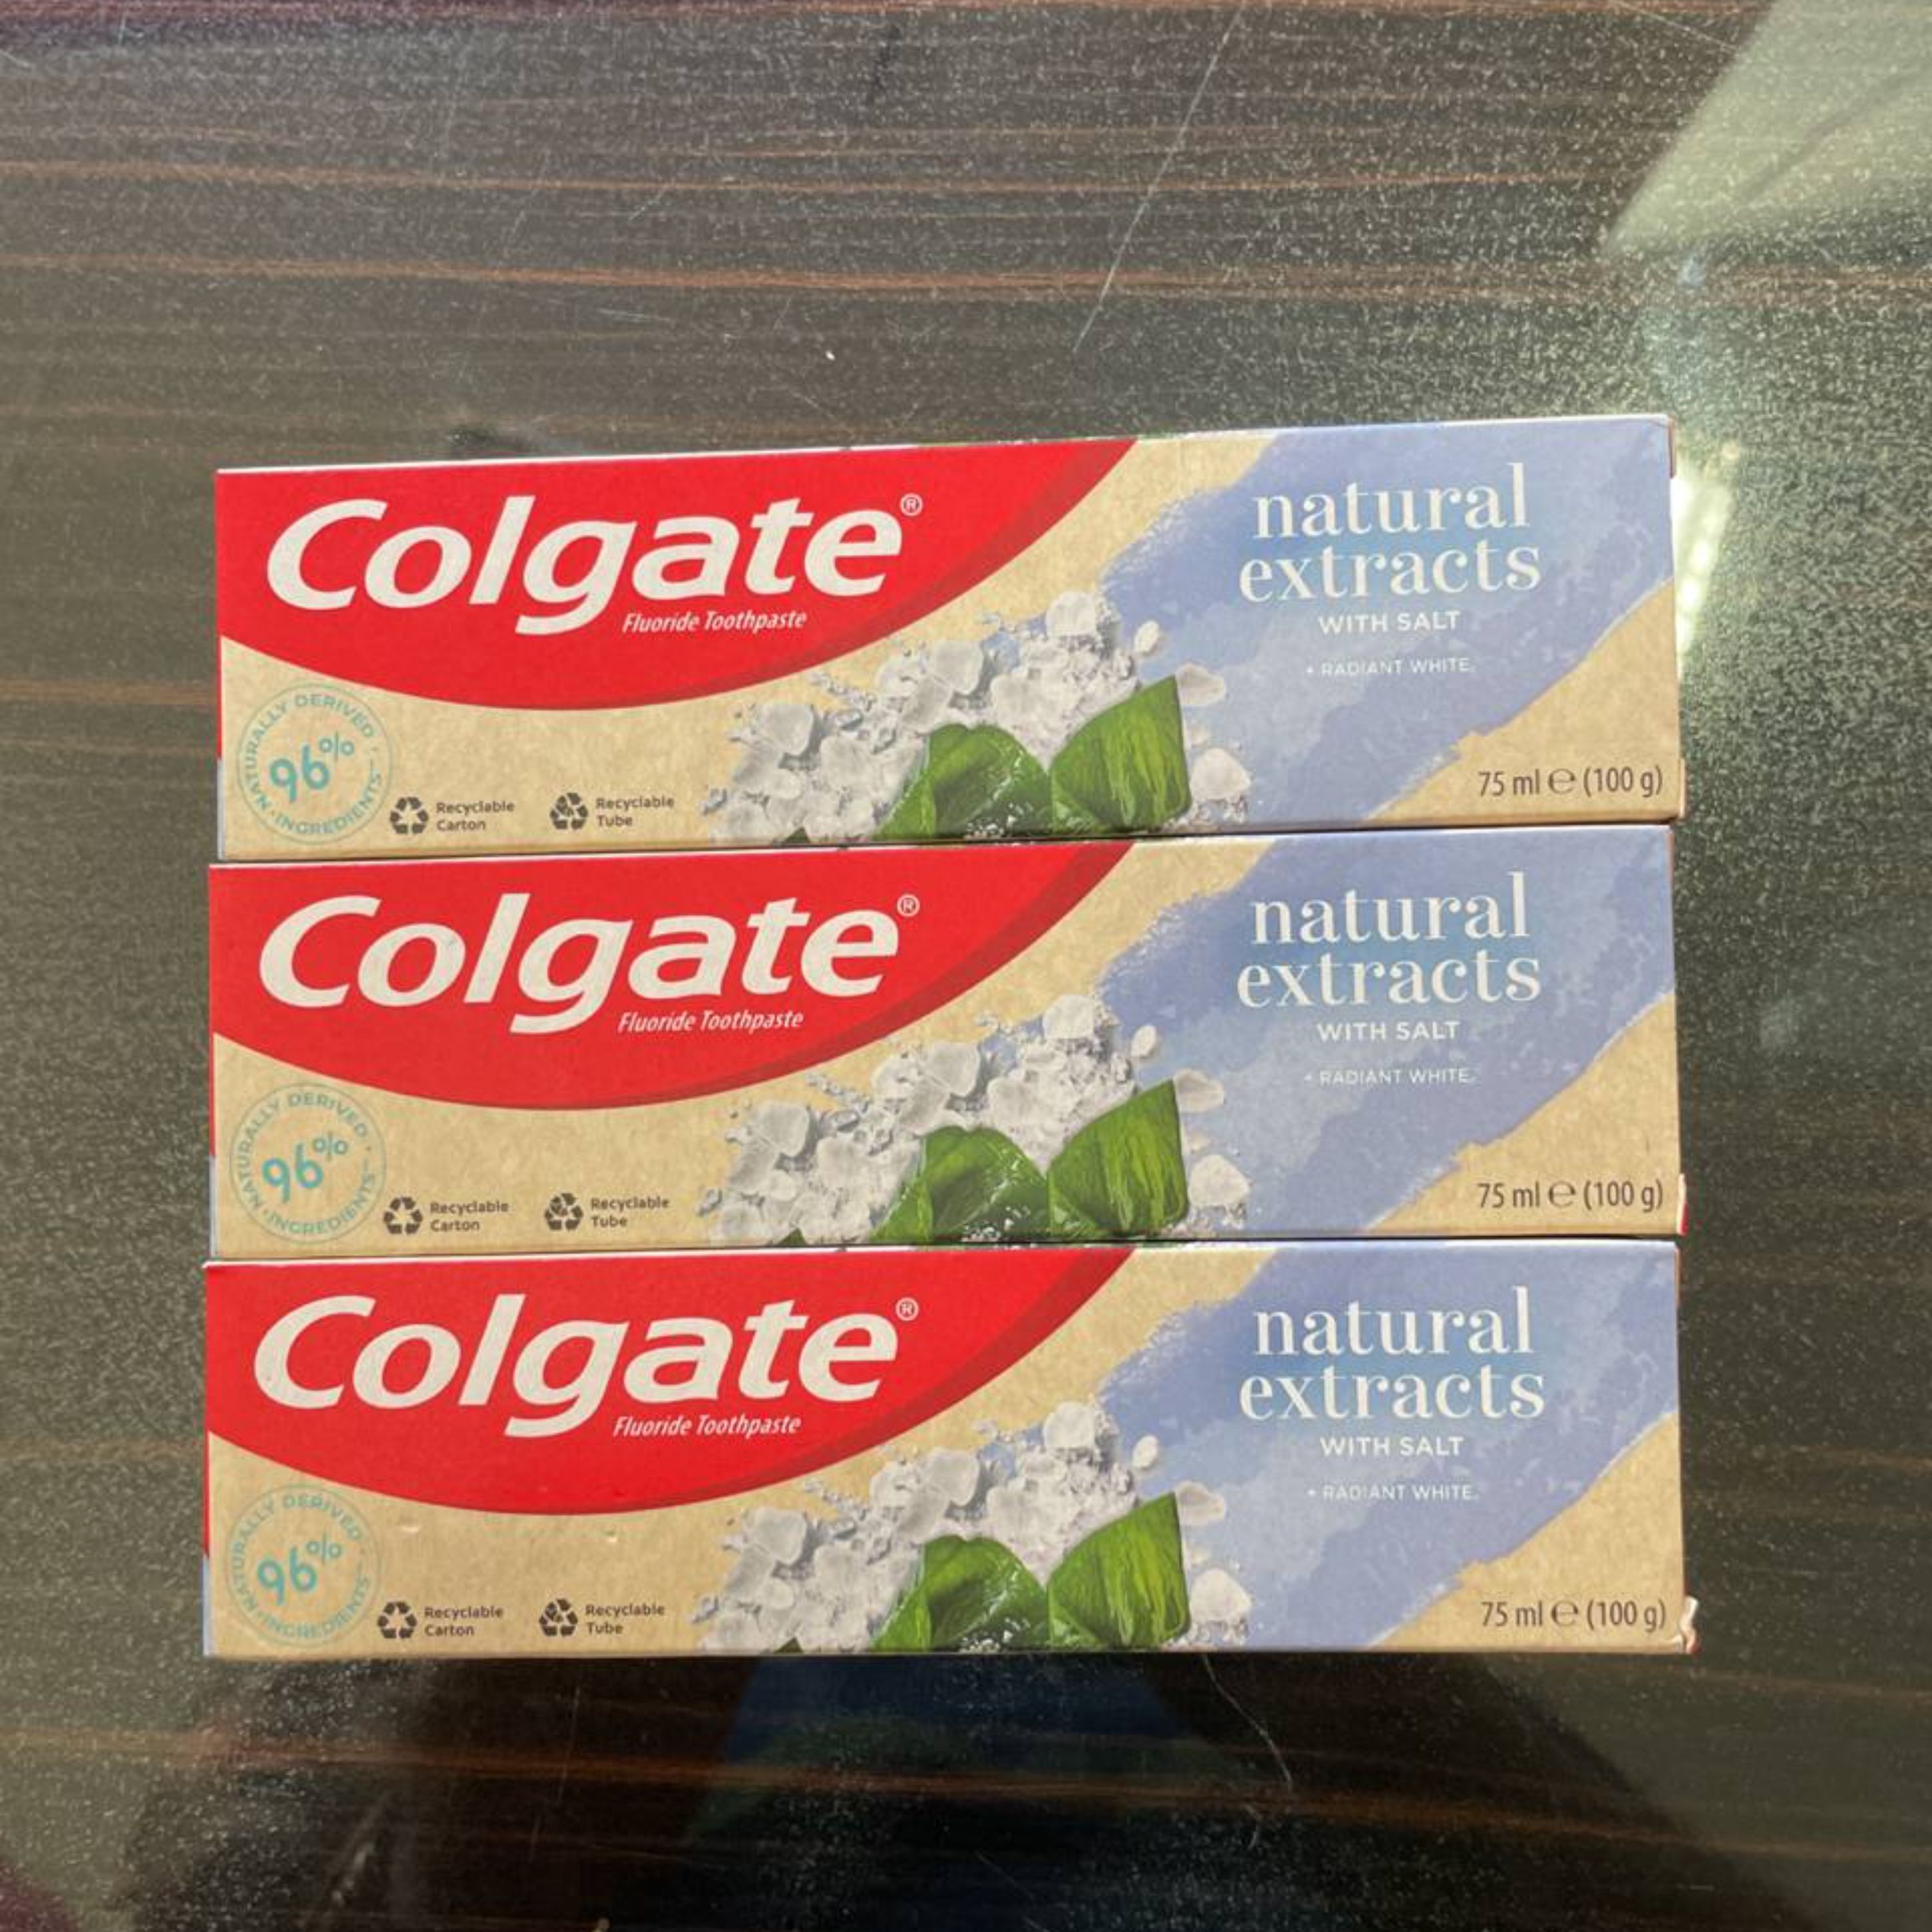 Colgate®
Fluoride Toothpaste
natural
extracts
WITH SALT
+ RADIANT WHITE
NATURALLY DERIVED
96%
INGREDIENTS
Recyclable
Carton
Recyclable
Tube
75 ml ℮ (100 g)
Colgate®
Fluoride Toothpaste
natural
extracts
WITH SALT
+ RADIANT WHITE
NATURALLY DERIVED
96%
INGREDIENTS
Recyclable
Carton
Recyclable
Tube
75 ml ℮ (100 g)
Colgate®
Fluoride Toothpaste
natural
extracts
WITH SALT
+ RADIANT WHITE
NATURALLY DERIVED
96%
INGREDIENTS
Recyclable
Carton
Recyclable
Tube
75 ml ℮ (100 g)